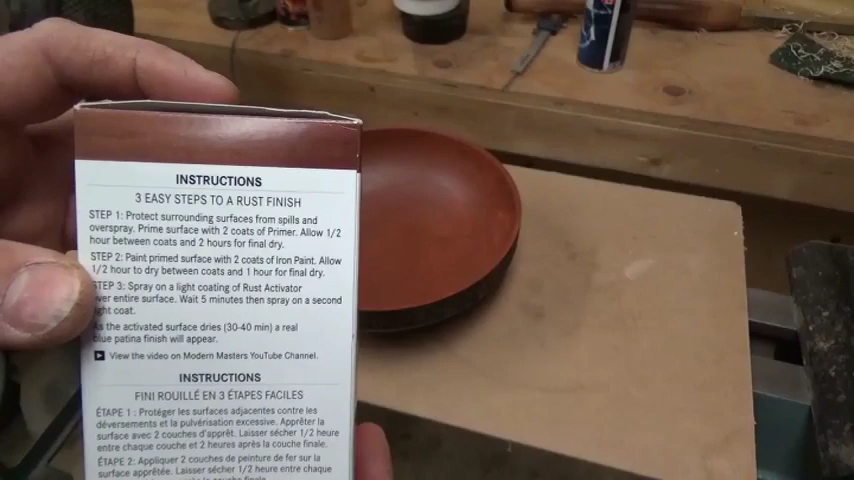 INSTRUCTIONS
3 EASY STEPS TO A RUST FINISH
STEP 1: Protect surrounding surfaces from spills and
overspray. Prime surface with 2 coats of Primer. Allow 1/2
hour between coats and 2 hours for final dry.
STEP 2: Paint primed surface with 2 coats of Iron Paint. Allow
1/2 hour to dry between coats and 1 hour for final dry.
STEP 3: Spray on a light coating of Rust Activator
over entire surface. Wait 5 minutes then spray on a second
light coat.
As the activated surface dries (30-40 min) a real
blue patina finish will appear.
View the video on Modern Masters YouTube Channel.
INSTRUCTIONS
FINI ROUILLÉ EN 3 ÉTAPES FACILES
ÉTAPE 1 : Protéger les surfaces adjacentes contre les
déversements et la pulvérisation excessive. Apprêter la
surface avec 2 couches d'apprêt. Laisser sécher 1/2 heure
entre chaque couche et 2 heures après la couche finale.
ÉTAPE 2: Appliquer 2 couches de peinture de fer sur la
surface apprêtée. Laisser sécher 1/2 heure entre chaque